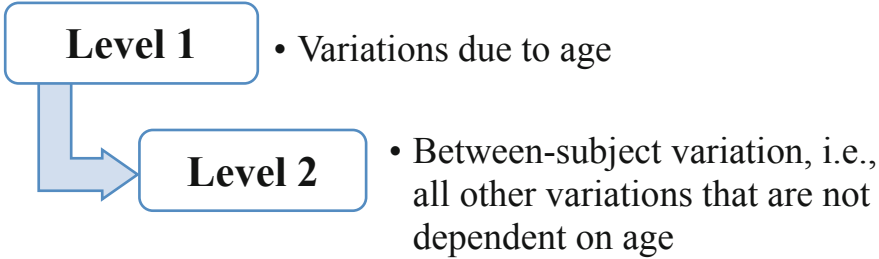 Level 1
• Variations due to age
Level 2
• Between-subject variation, i.e.,
all other variations that are not
dependent on age